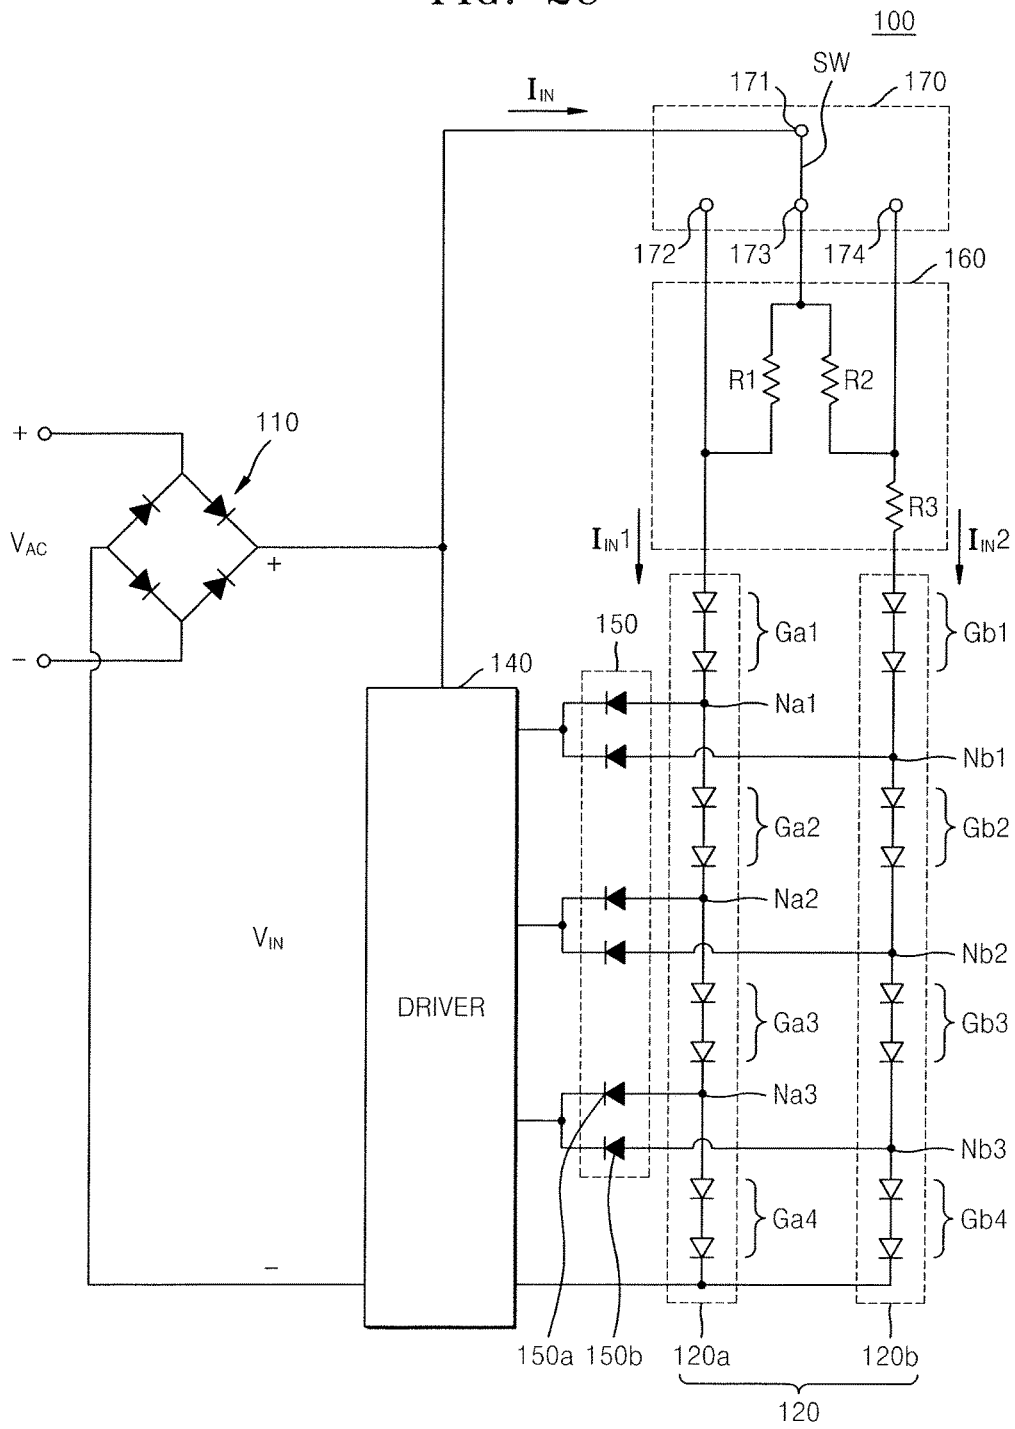 100
SW
171
170
IIN
172
173
174
160
R1
R2
+
110
R3
VAC
IIN1
IIN2
+
Ga1
Gb1
150
−
140
Na1
Nb1
Ga2
Gb2
Na2
VIN
Nb2
DRIVER
Ga3
Gb3
Na3
Nb3
Ga4
Gb4
−
150a
150b
120a
120b
120